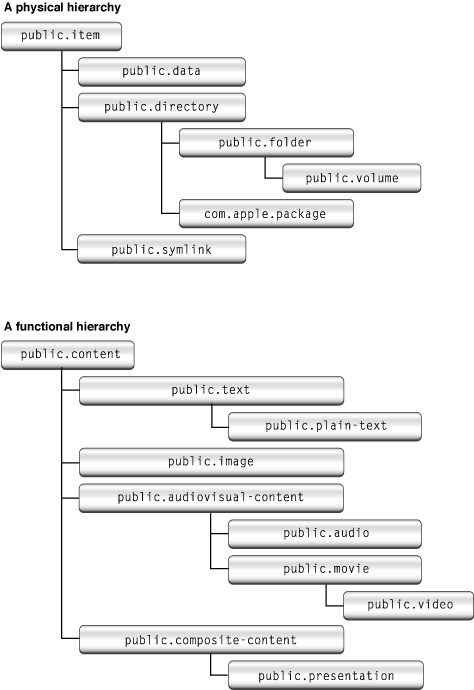 A physical hierarchy
public.item
public.data
public.directory
public.folder
public.volume
com.apple.package
public.symlink
A functional hierarchy
public.content
public.text
public.plain-text
public.image
public.audiovisual-content
public.audio
public.movie
public.video
public.composite-content
public.presentation